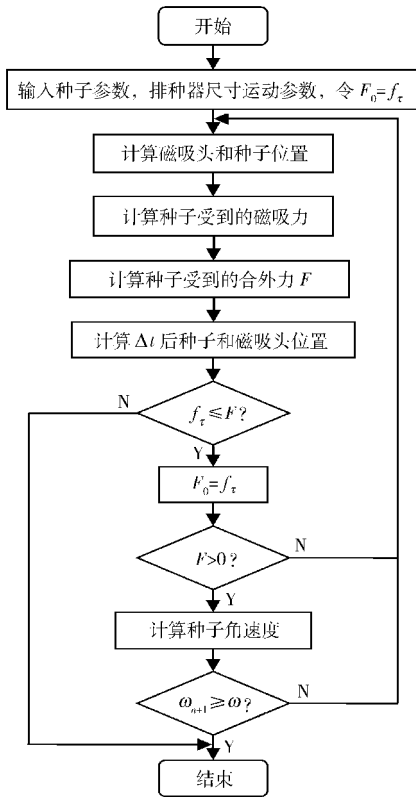 开始
输入种子参数，排种器尺寸运动参数，令 F₀=fτ
计算磁吸头和种子位置
计算种子受到的磁吸力
计算种子受到的合外力 F
计算 Δt 后种子和磁吸头位置
N
fτ≤F?
Y
F₀=fτ
F>0?
N
Y
计算种子角速度
ωₙ₊₁≥ω?
N
Y
结束